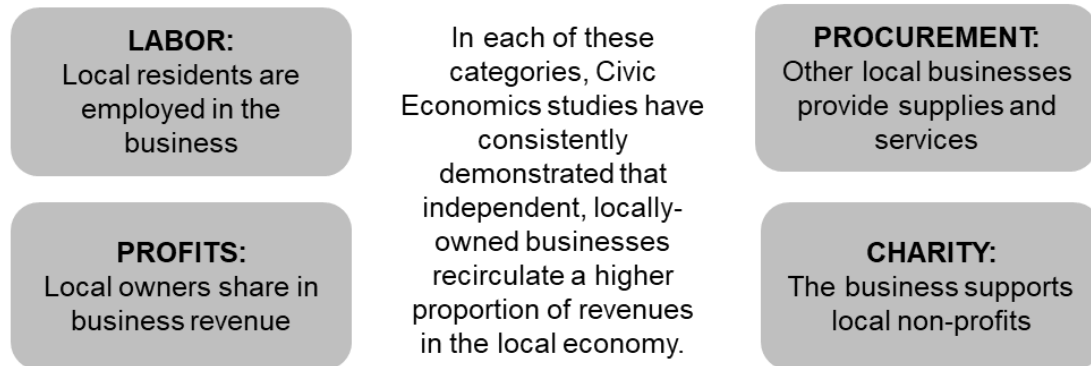 LABOR:
Local residents are
employed in the
business
PROFITS:
Local owners share in
business revenue
In each of these
categories, Civic
Economics studies have
consistently
demonstrated that
independent, locally-
owned businesses
recirculate a higher
proportion of revenues
in the local economy.
PROCUREMENT:
Other local businesses
provide supplies and
services
CHARITY:
The business supports
local non-profits